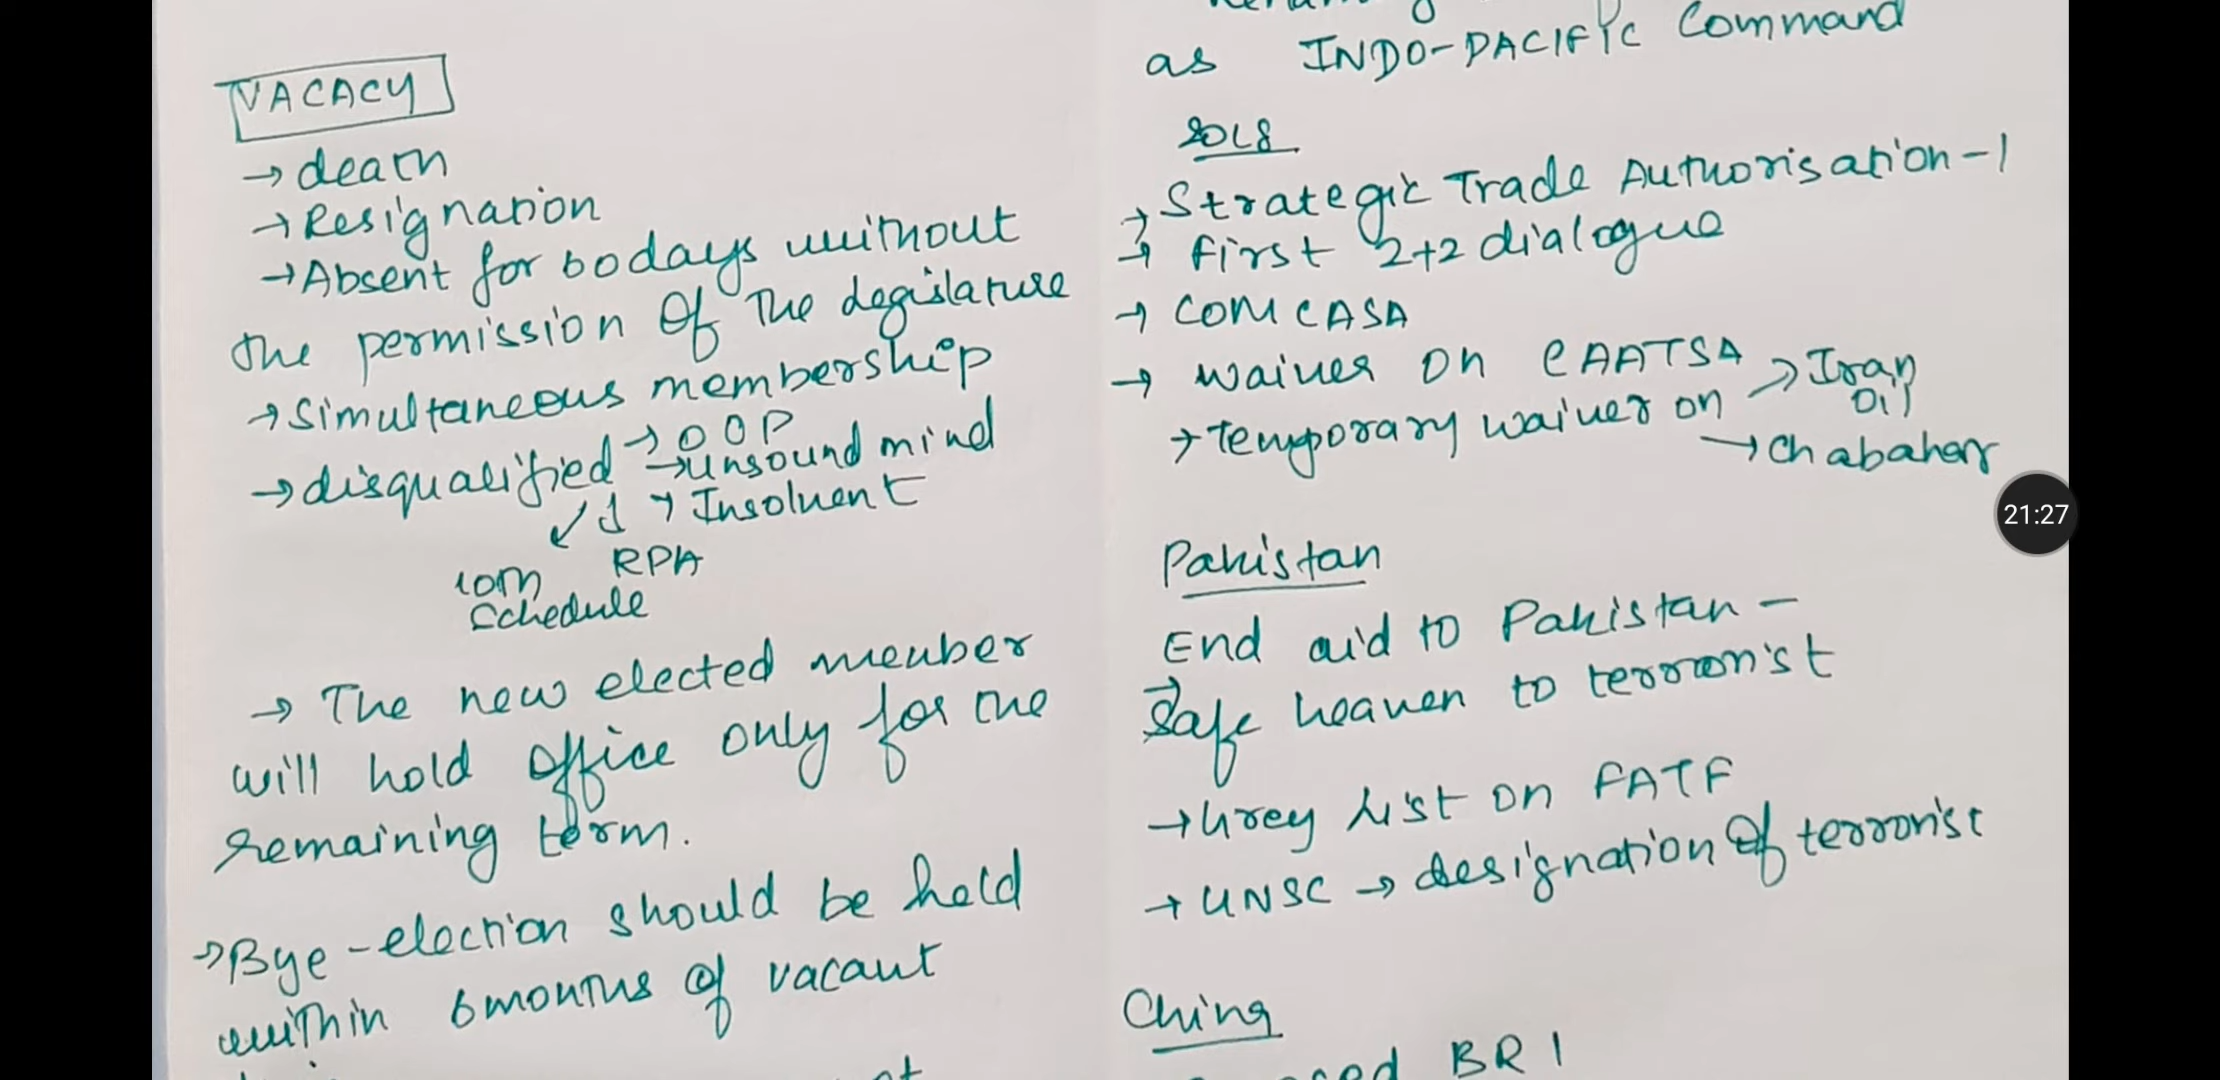 VACACY
→ death
→ Resignation
→ Absent for 60 days without
the permission of the legislature
→ Simultaneous membership
→ disqualified → OOP
→ unsound mind
→ Insolvent
RPA
10th
Schedule
→ The new elected member
will hold office only for the
remaining term.
→ Bye-election should be held
within 6 months of vacant
as INDO-PACIFIC Command
2018
→ Strategic Trade Authorisation-1
→ First 2+2 dialogue
→ COMCASA
→ waiver on CAATSA
→ temporary waiver on → Iran
Oil
→ Chabahar
Pakistan
End aid to Pakistan -
→ Safe heaven to terrorist
→ Grey list on FATF
→ UNSC → designation of terrorist
China
BRI
21:27